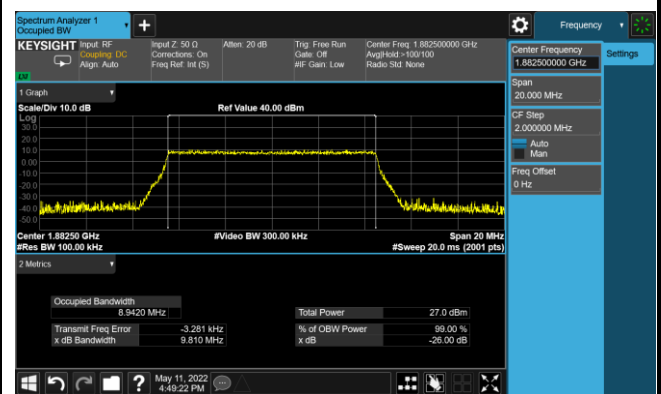 Spectrum Analyzer 1
Occupied BW
+
Frequency
KEYSIGHT
Input: RF
Coupling: DC
Align: Auto
Input Z: 50 Ω
Corrections: On
Freq Ref: Int (S)
Atten: 20 dB
Trig: Free Run
Gate: Off
#IF Gain: Low
Center Freq: 1.882500000 GHz
Avg|Hold:>100/100
Radio Std: None
Center Frequency
1.882500000 GHz
Settings
Span
20.000 MHz
CF Step
2.000000 MHz
Auto
Man
Freq Offset
0 Hz
1 Graph
Scale/Div 10.0 dB
Ref Value 40.00 dBm
Log
30.0
20.0
10.0
0.00
-10.0
-20.0
-30.0
-40.0
-50.0
Center 1.88250 GHz
#Video BW 300.00 kHz
Span 20 MHz
#Res BW 100.00 kHz
#Sweep 20.0 ms (2001 pts)
2 Metrics
Occupied Bandwidth
8.9420 MHz
Total Power
27.0 dBm
Transmit Freq Error
-3.281 kHz
% of OBW Power
99.00 %
x dB Bandwidth
9.810 MHz
x dB
-26.00 dB
?
May 11, 2022
4:49:22 PM